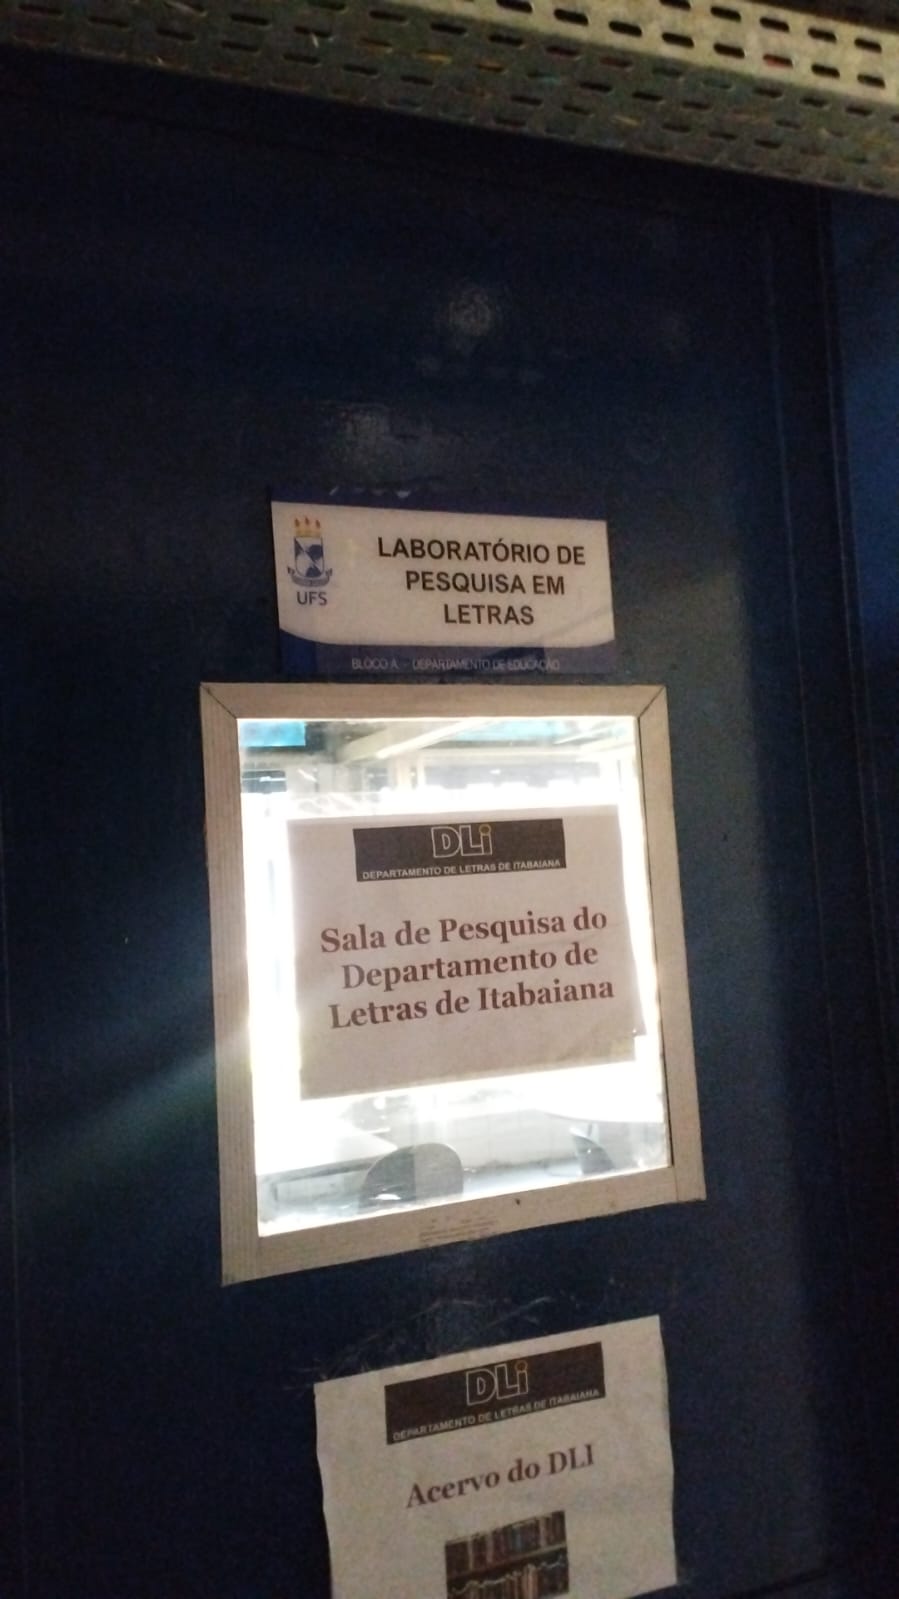 UFS
LABORATÓRIO DE
PESQUISA EM
LETRAS
BLOCO A - DEPARTAMENTO DE EDUCAÇÃO
DLi
DEPARTAMENTO DE LETRAS DE ITABAIANA
Sala de Pesquisa do
Departamento de
Letras de Itabaiana
DLi
DEPARTAMENTO DE LETRAS DE ITABAIANA
Acervo do DLI